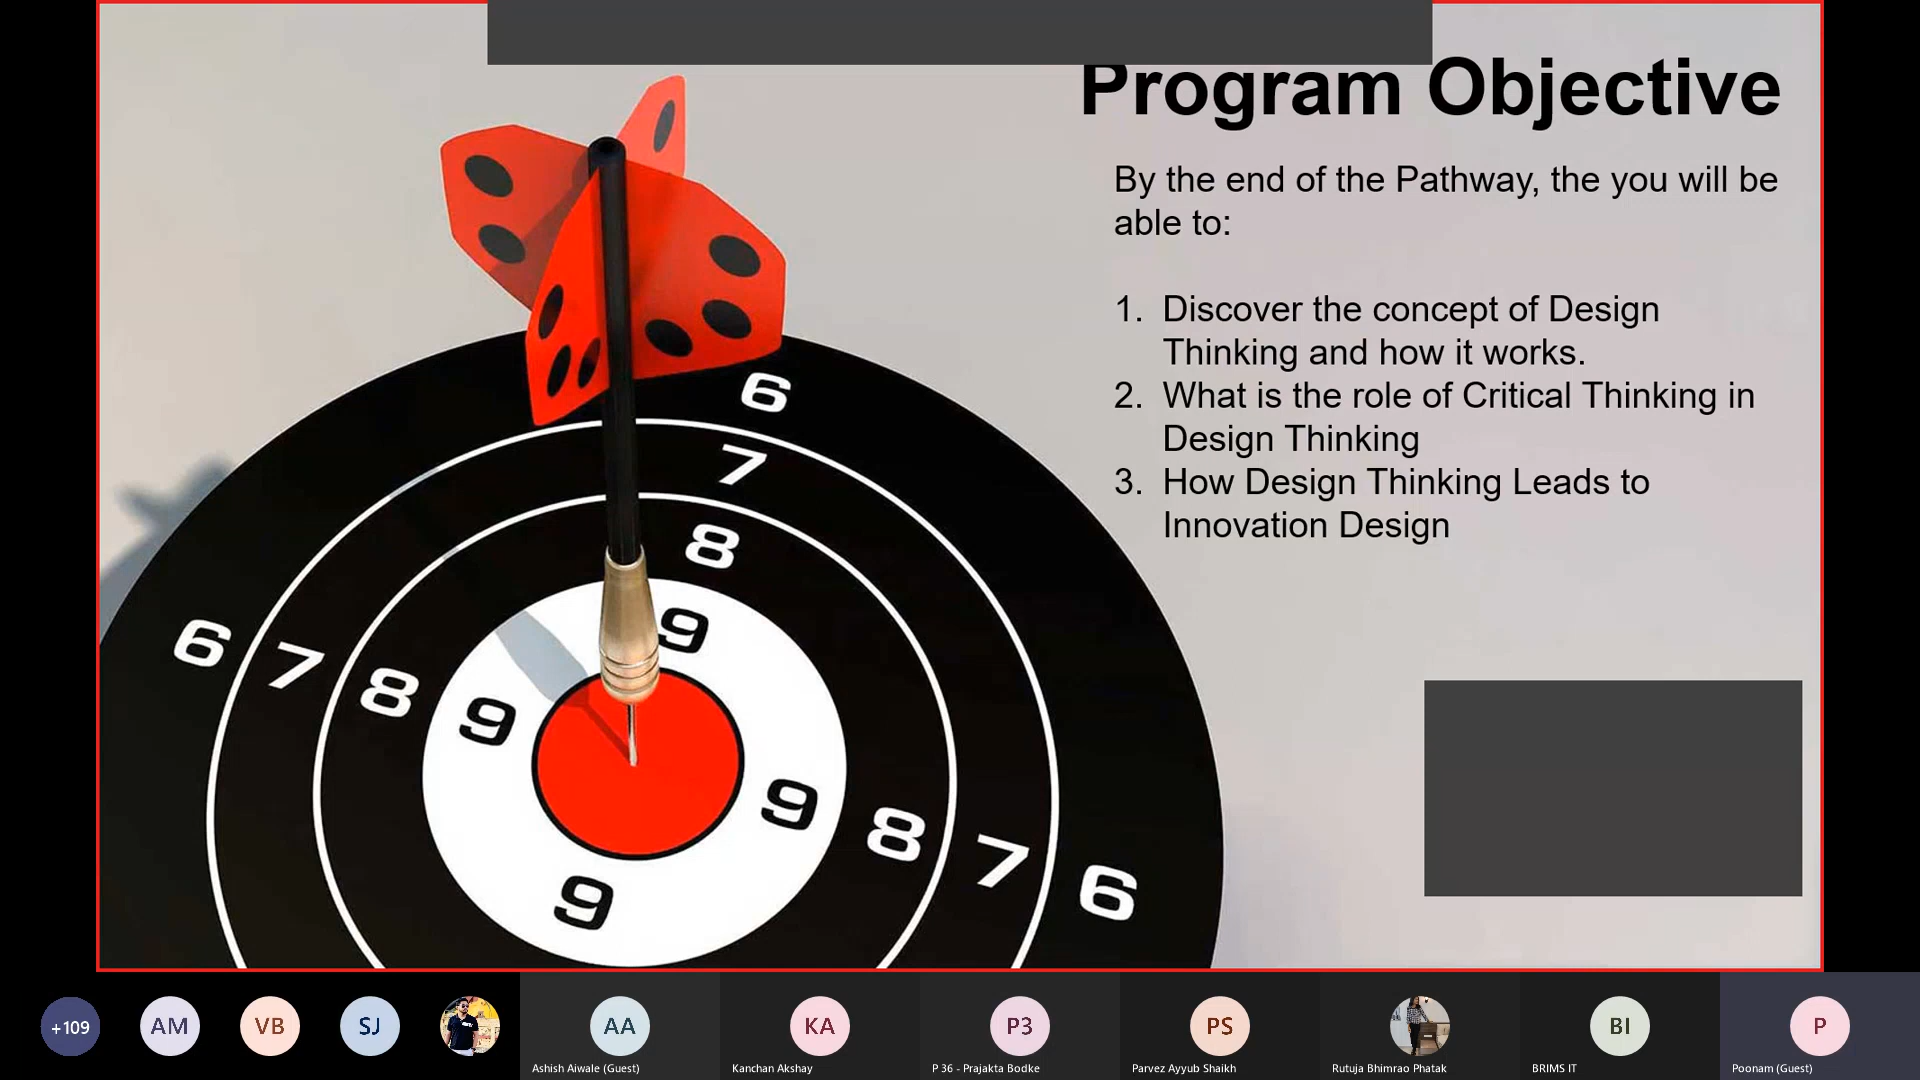 Program Objective
By the end of the Pathway, the you will be
able to:
1. Discover the concept of Design
Thinking and how it works.
2. What is the role of Critical Thinking in
Design Thinking
3. How Design Thinking Leads to
Innovation Design
6
7
8
9
6 7 8 9
9 8 7 6
9
+109
AM
VB
SJ
AA
KA
P3
PS
BI
P
Ashish Aiwale (Guest)
Kanchan Akshay
P 36 - Prajakta Bodke
Parvez Ayyub Shaikh
Rutuja Bhimrao Phatak
BRIMS IT
Poonam (Guest)